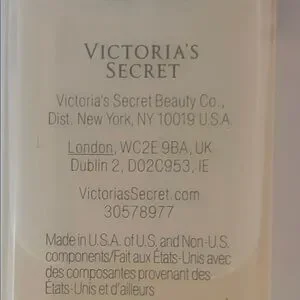 VICTORIA'S
SECRET
Victoria's Secret Beauty Co.,
Dist. New York, NY 10019 U.S.A.
London, WC2E 9BA, UK
Dublin 2, D02C953, IE
VictoriasSecret.com
30578977
Made in U.S.A. of U.S. and Non-U.S.
components/Fait aux États-Unis avec
des composantes provenant des
États-Unis et d'ailleurs